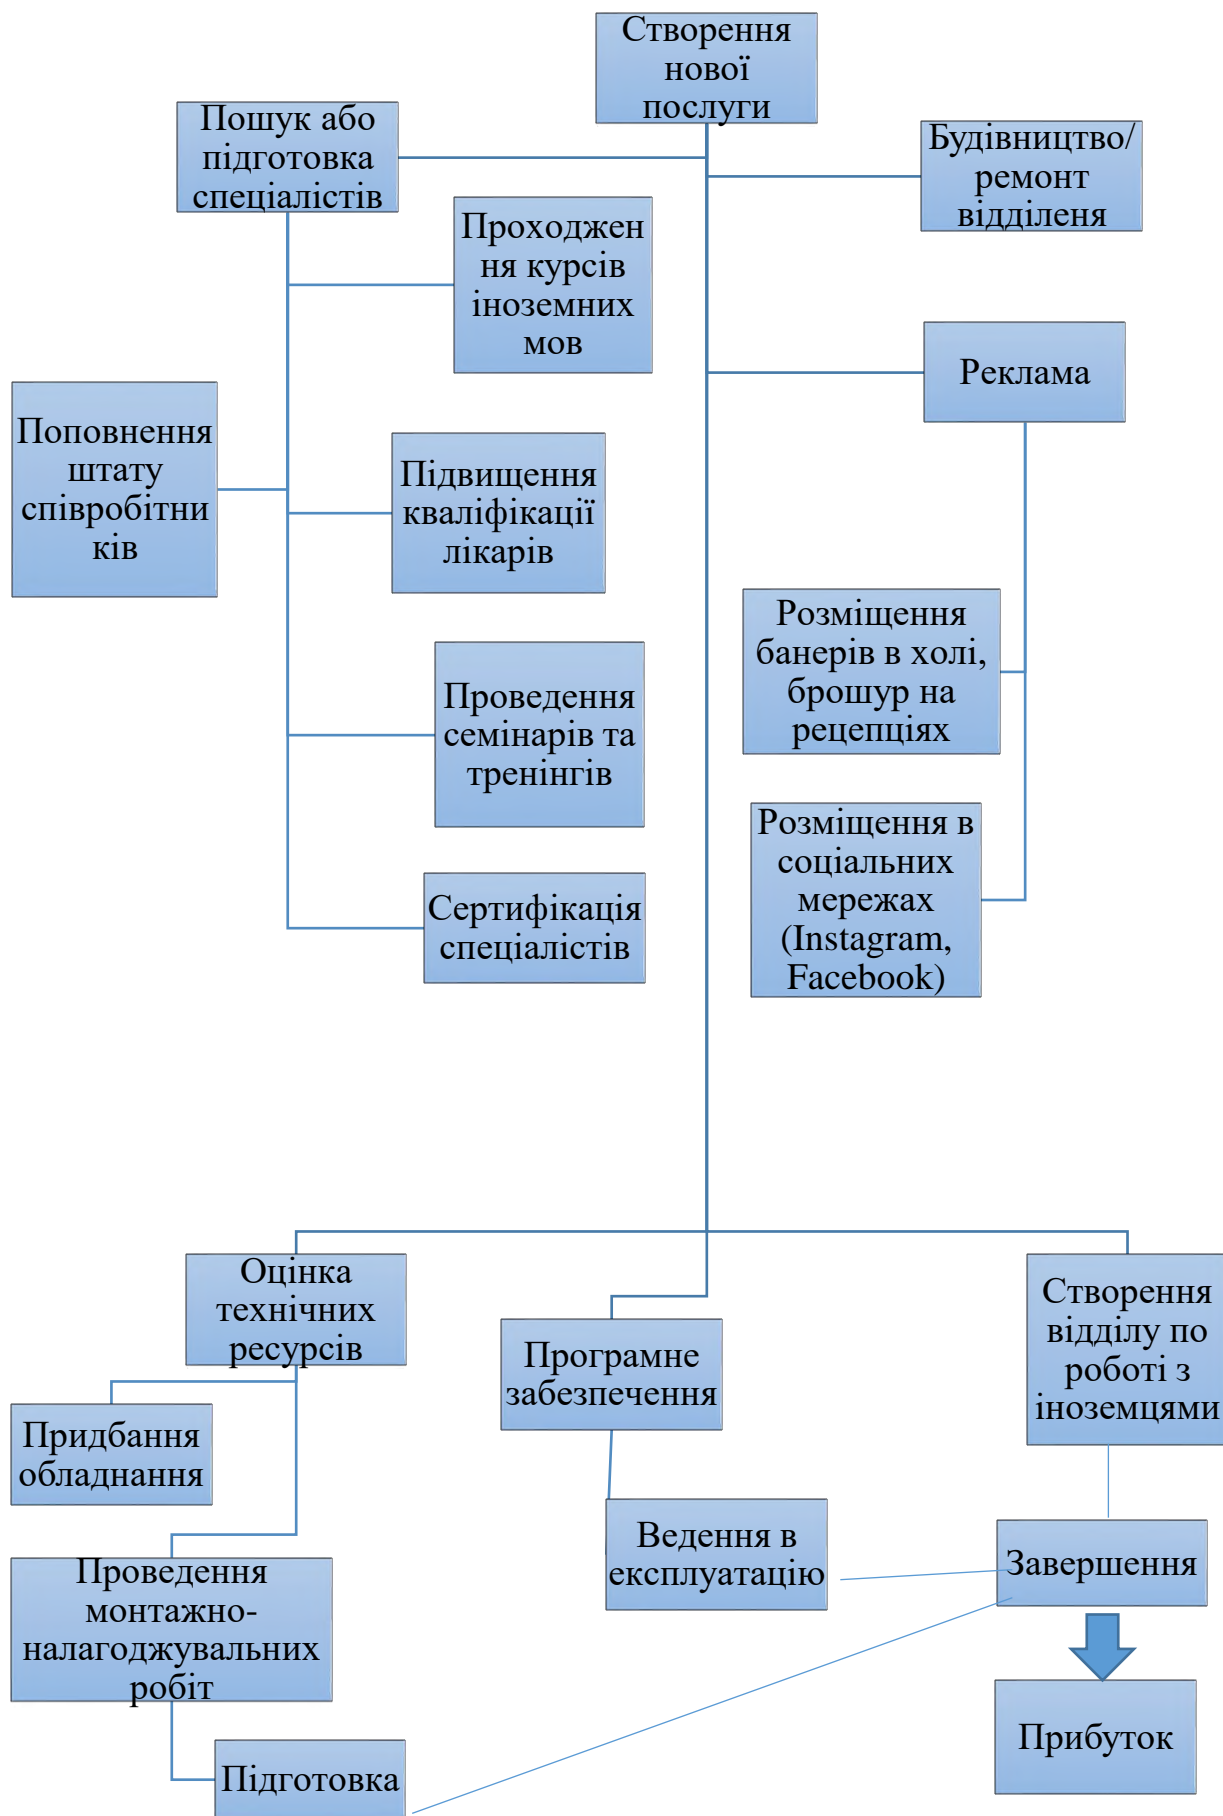 Створення
нової
послуги
Пошук або
підготовка
спеціалістів
Будівництво/
ремонт
відділеня
Проходжен
ня курсів
іноземних
мов
Реклама
Поповнення
штату
співробітни
ків
Підвищення
кваліфікації
лікарів
Розміщення
банерів в холі,
брошур на
рецепціях
Проведення
семінарів та
тренінгів
Розміщення в
соціальних
мережах
(Instagram,
Facebook)
Сертифікація
спеціалістів
Оцінка
технічних
ресурсів
Програмне
забезпечення
Створення
відділу по
роботі з
іноземцями
Придбання
обладнання
Ведення в
експлуатацію
Завершення
Проведення
монтажно-
налагоджувальних
робіт
Прибуток
Підготовка